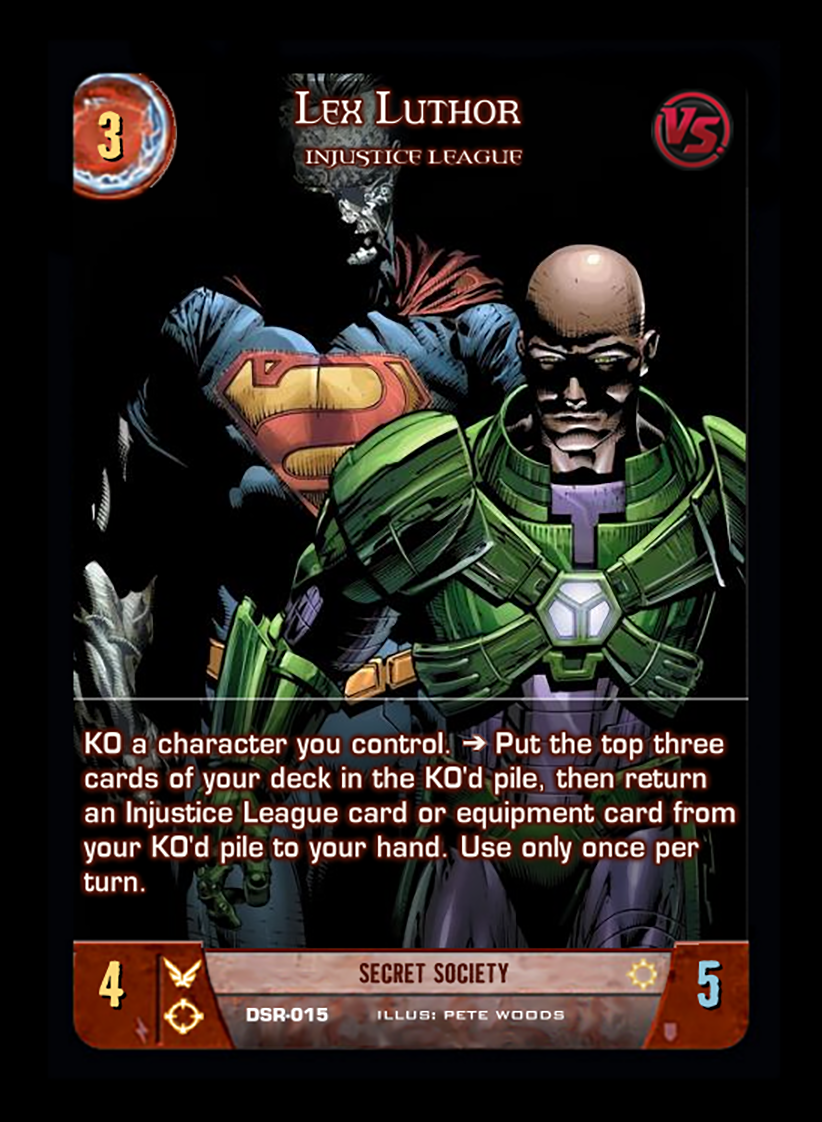 3
Lex Luthor
VS.
INJUSTICE LEAGUE
KO a character you control. ➔ Put the top three
cards of your deck in the KO'd pile, then return
an Injustice League card or equipment card from
your KO'd pile to your hand. Use only once per
turn.
4
SECRET SOCIETY
5
DSR-015
ILLUS: PETE WOODS